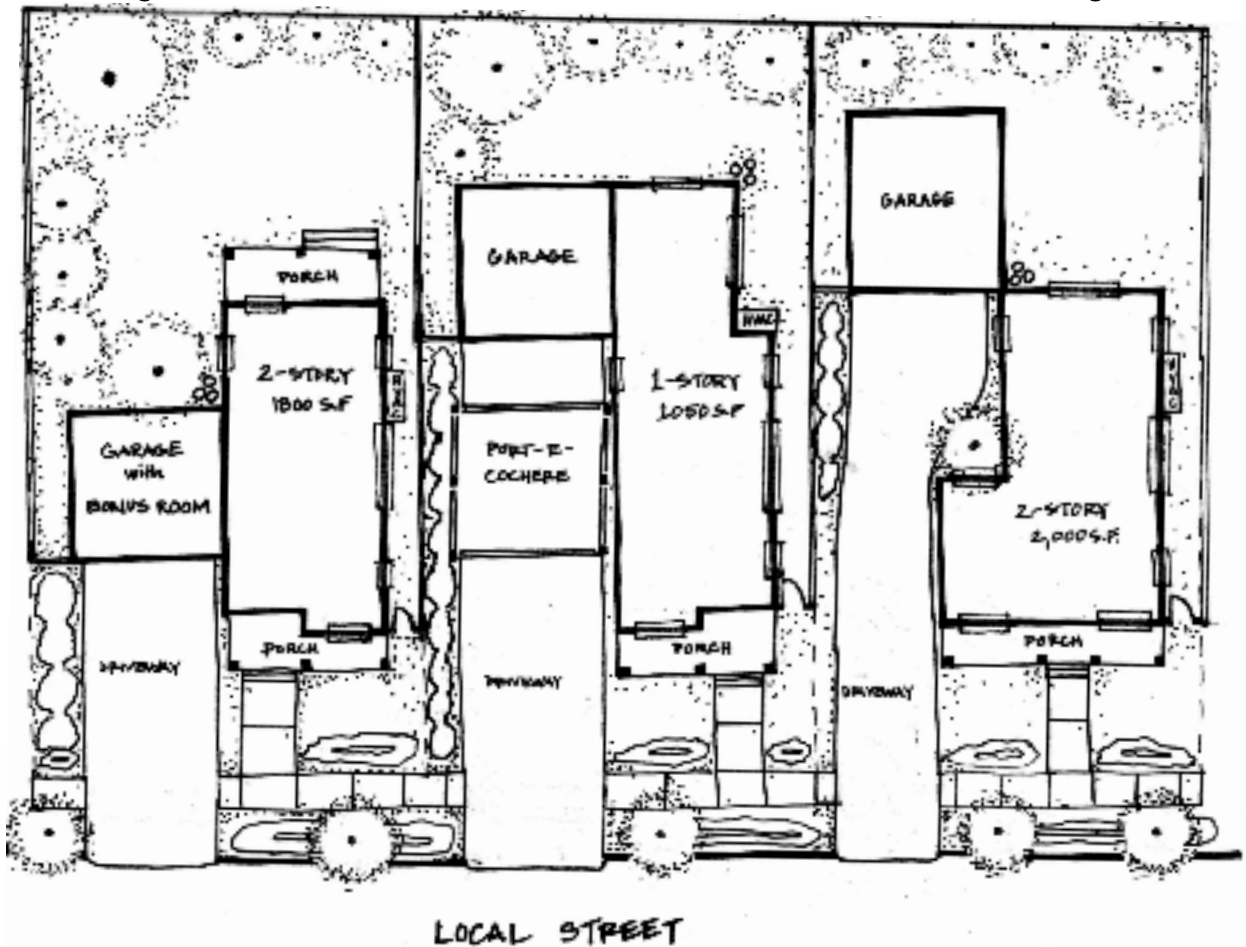 PORCH
2-STORY
1800 S.F
GARAGE
with
BONUS ROOM
PORCH
DRIVEWAY
GARAGE
1-STORY
1050 S.F
PORT-E-
COCHERE
PORCH
DRIVEWAY
GARAGE
2-STORY
2,000 S.F.
PORCH
DRIVEWAY
LOCAL STREET